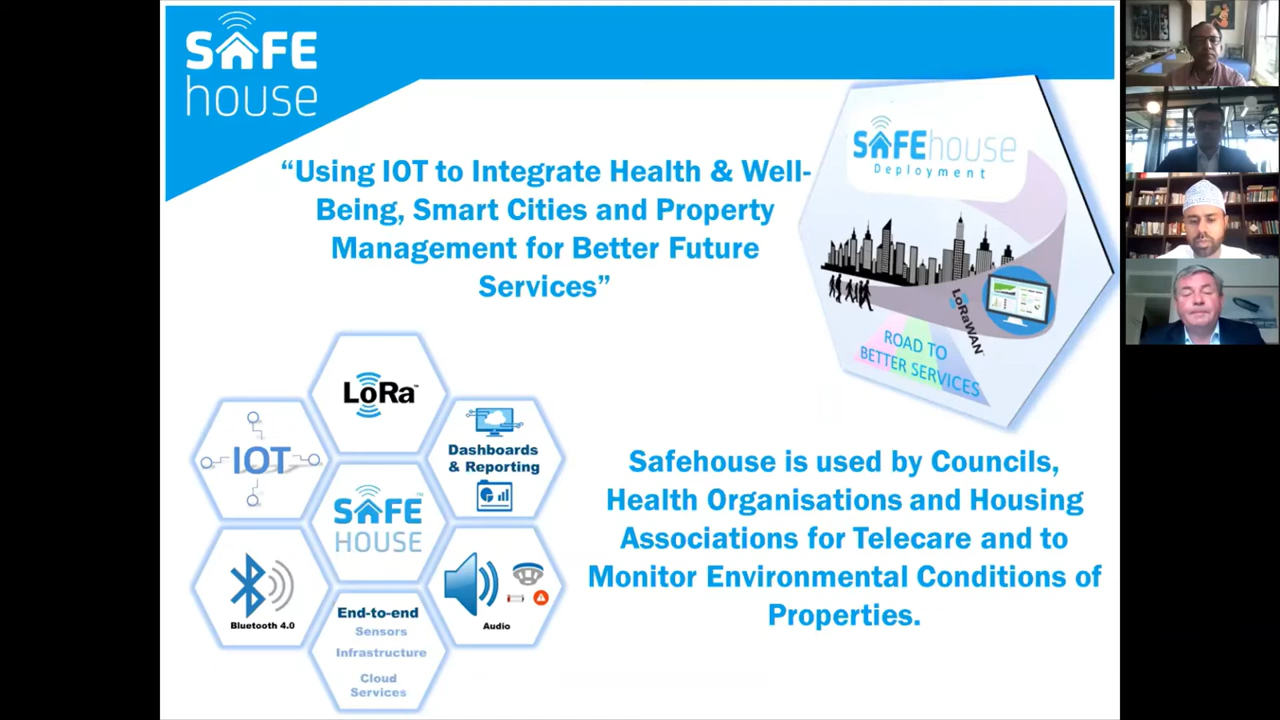 SAFE
house
SAFEhouse
Deployment
“Using IOT to Integrate Health & Well-
Being, Smart Cities and Property
Management for Better Future
Services”
LoRaWAN
ROAD TO
BETTER SERVICES
LoRa™
IOT
Dashboards
& Reporting
SAFE™
HOUSE
Bluetooth 4.0
End-to-end
Sensors
Infrastructure
Cloud
Services
Audio
Safehouse is used by Councils,
Health Organisations and Housing
Associations for Telecare and to
Monitor Environmental Conditions of
Properties.